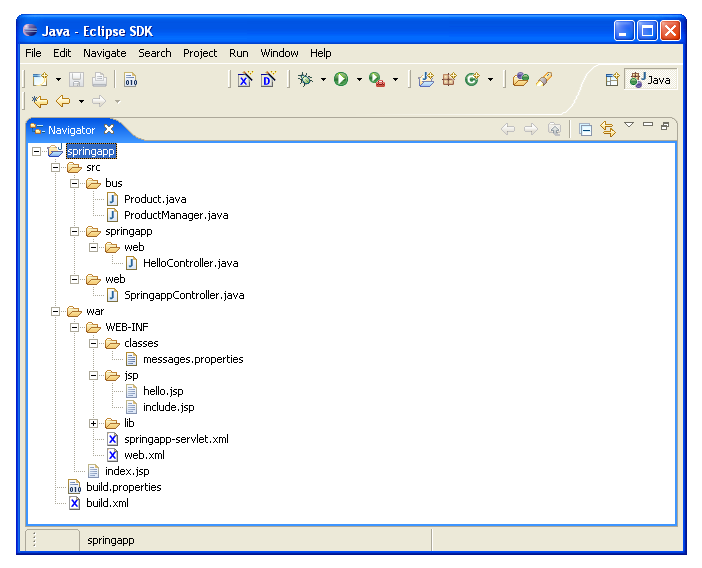 Java - Eclipse SDK
File Edit Navigate Search Project Run Window Help
010
Java
Navigator
springapp
src
bus
Product.java
ProductManager.java
springapp
web
HelloController.java
web
SpringappController.java
war
WEB-INF
classes
messages.properties
jsp
hello.jsp
include.jsp
lib
springapp-servlet.xml
web.xml
index.jsp
build.properties
build.xml
springapp